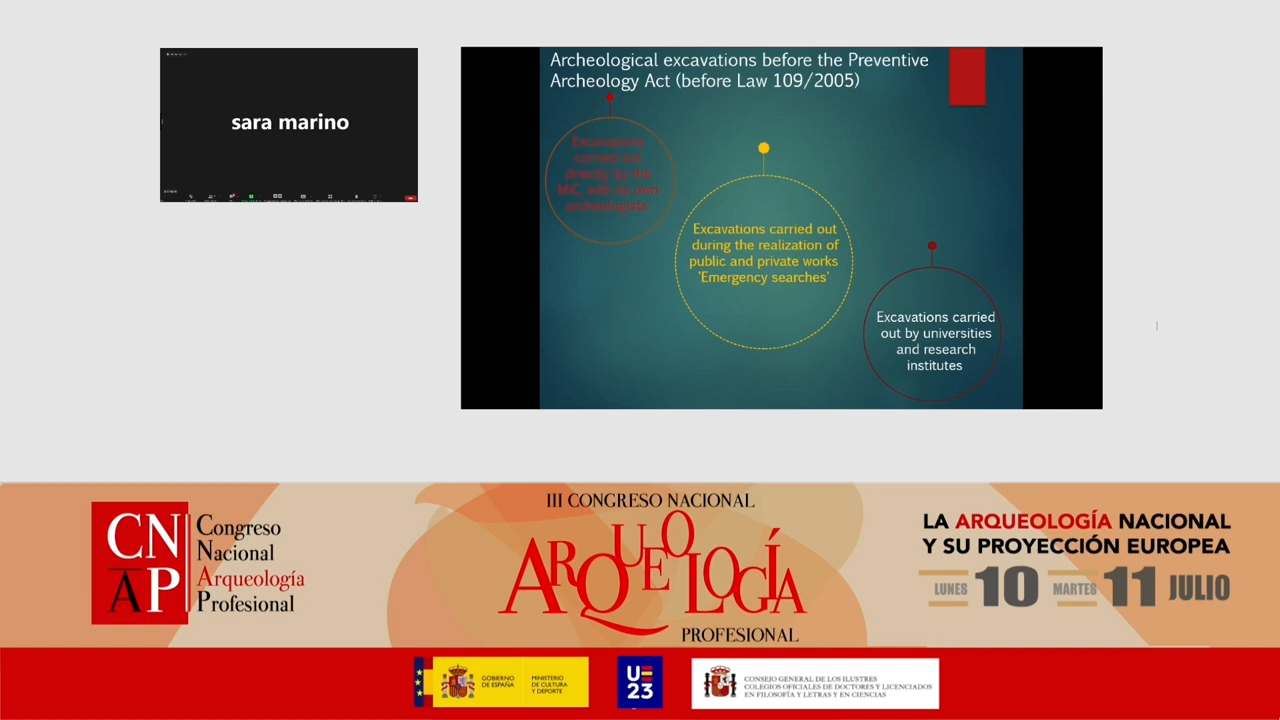 sara marino
Archeological excavations before the Preventive
Archeology Act (before Law 109/2005)
Excavations
carried out
directly by the
MiC, with its own
archeologists
Excavations carried out
during the realization of
public and private works
'Emergency searches'
Excavations carried
out by universities
and research
institutes
CN
AP
Congreso
Nacional
Arqueología
Profesional
III CONGRESO NACIONAL
ARQUEOLOGÍA
PROFESIONAL
LA ARQUEOLOGÍA NACIONAL
Y SU PROYECCIÓN EUROPEA
LUNES 10 MARTES 11 JULIO
GOBIERNO
DE ESPAÑA
MINISTERIO
DE CULTURA
Y DEPORTE
UE
23
CONSEJO GENERAL DE LOS ILUSTRES
COLEGIOS OFICIALES DE DOCTORES Y LICENCIADOS
EN FILOSOFÍA Y LETRAS Y EN CIENCIAS